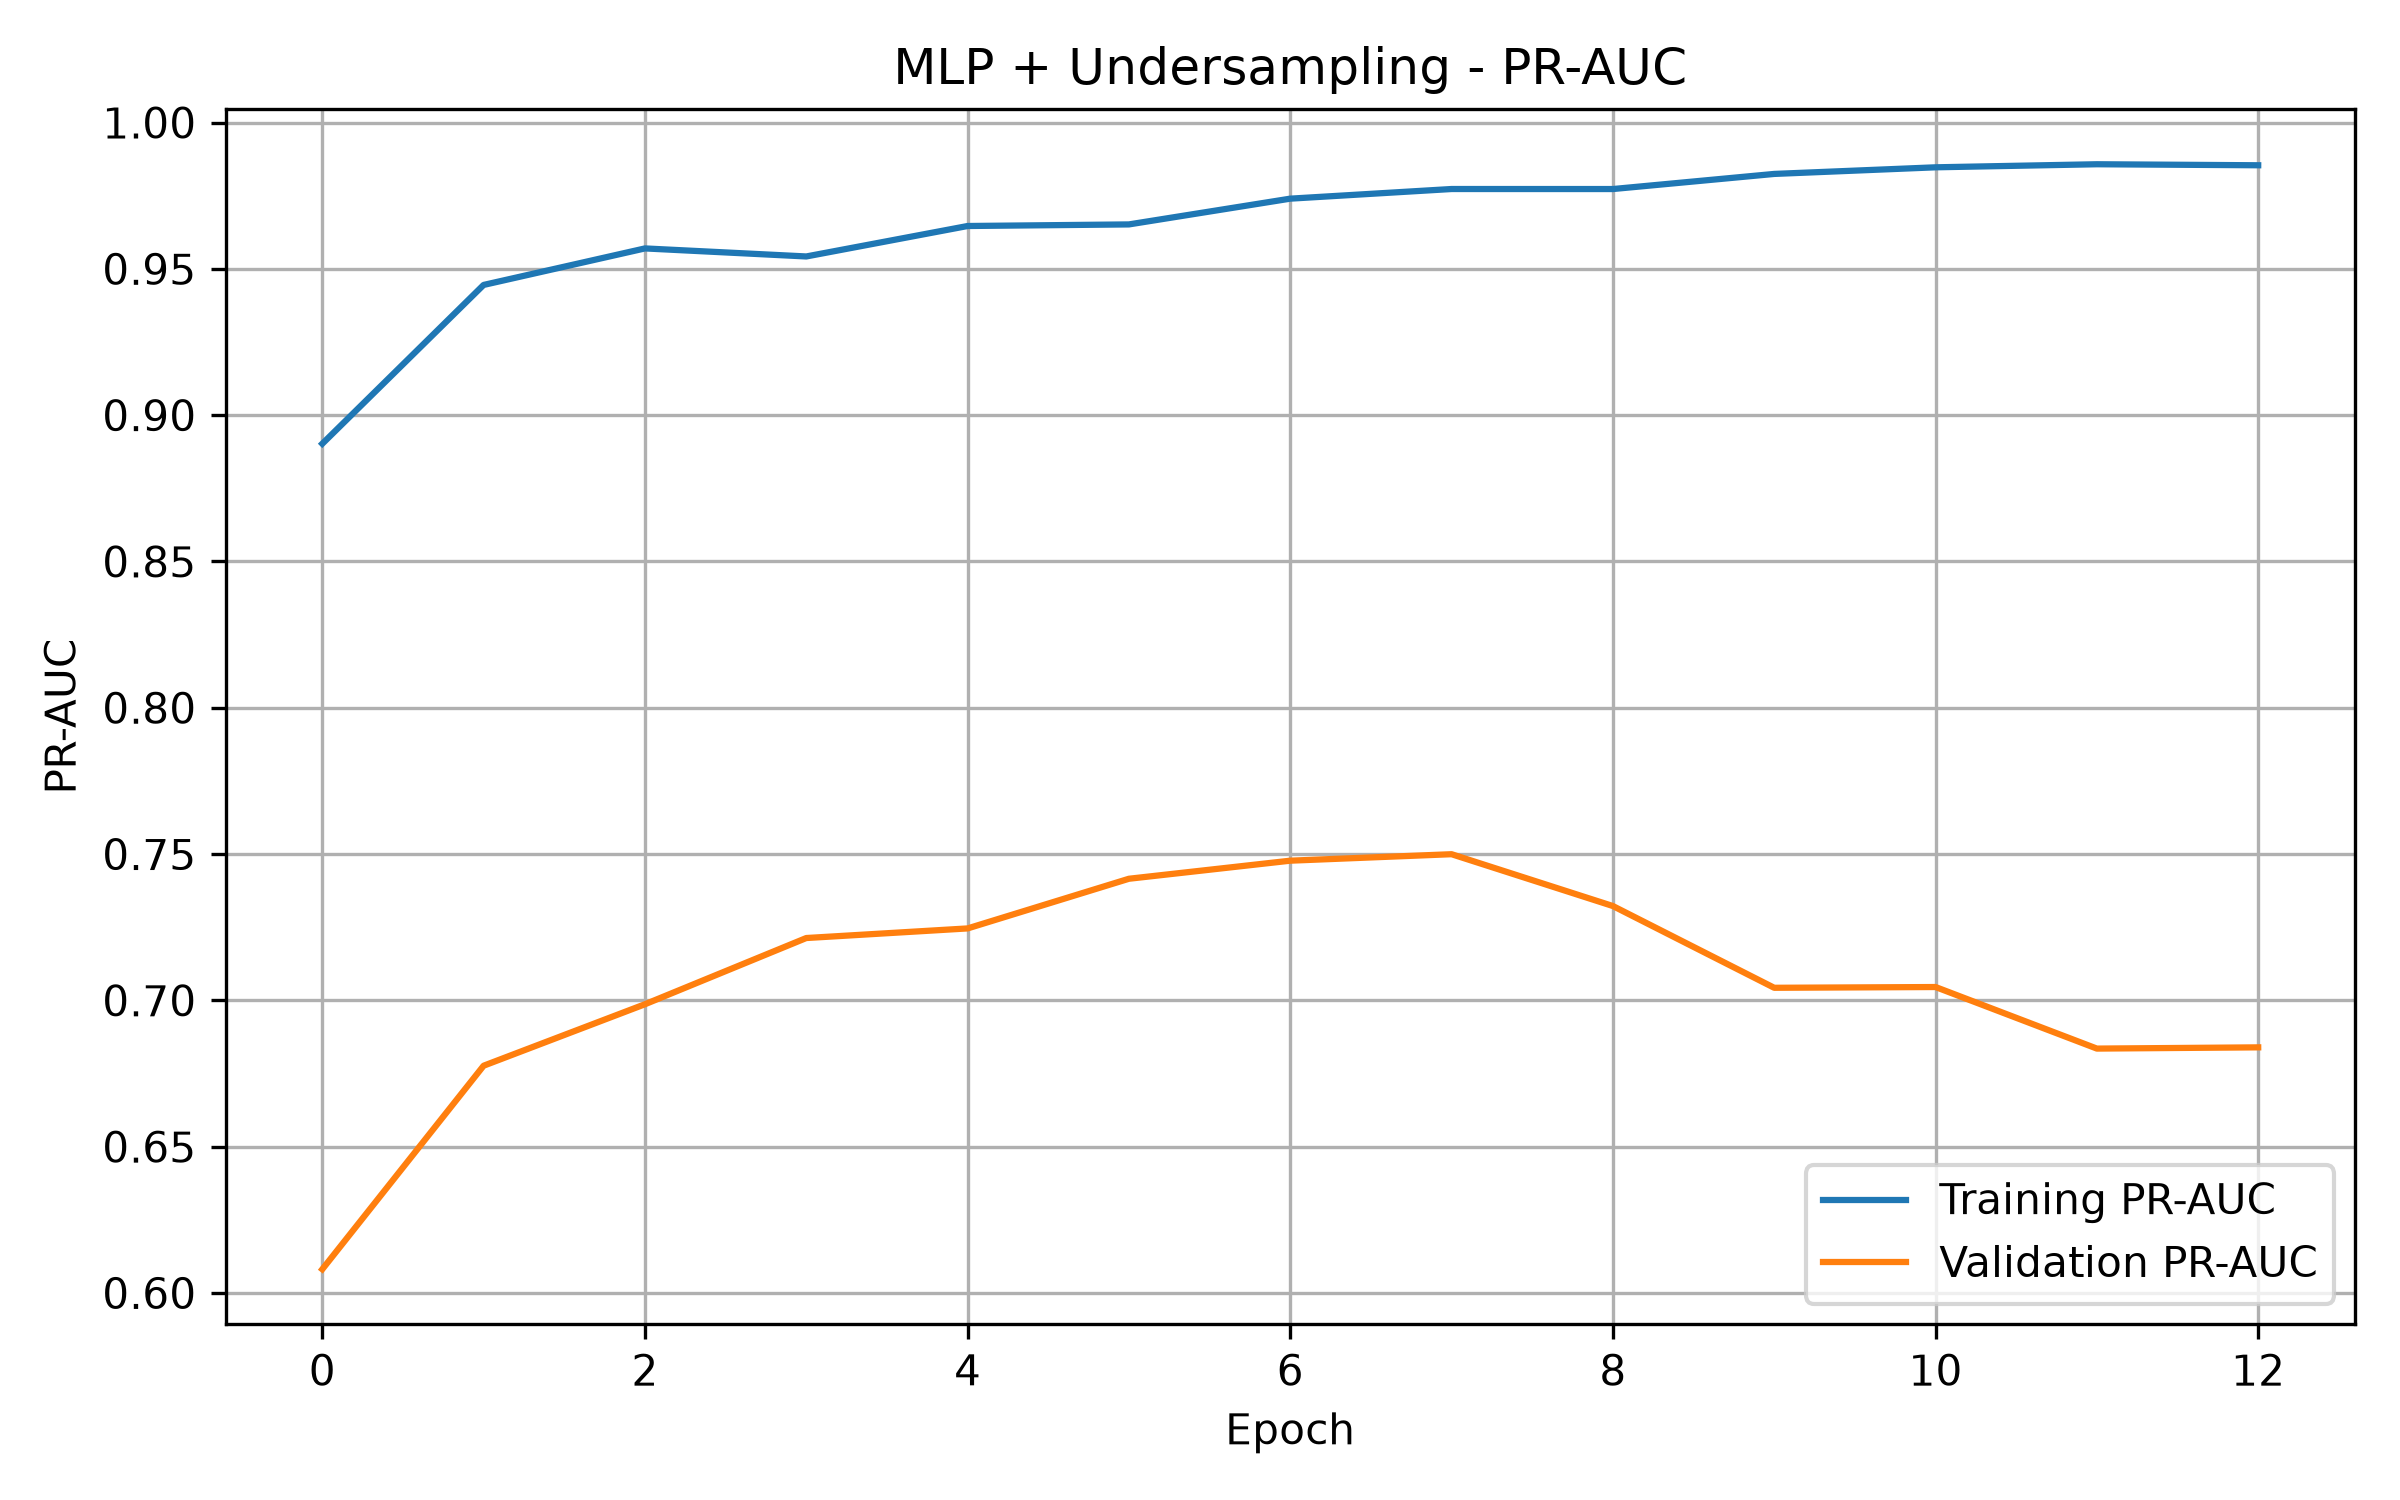 MLP + Undersampling - PR-AUC
1.00
0.95
0.90
0.85
0.80
0.75
0.70
0.65
0.60
PR-AUC
Training PR-AUC
Validation PR-AUC
0 2 4 6 8 10 12
Epoch